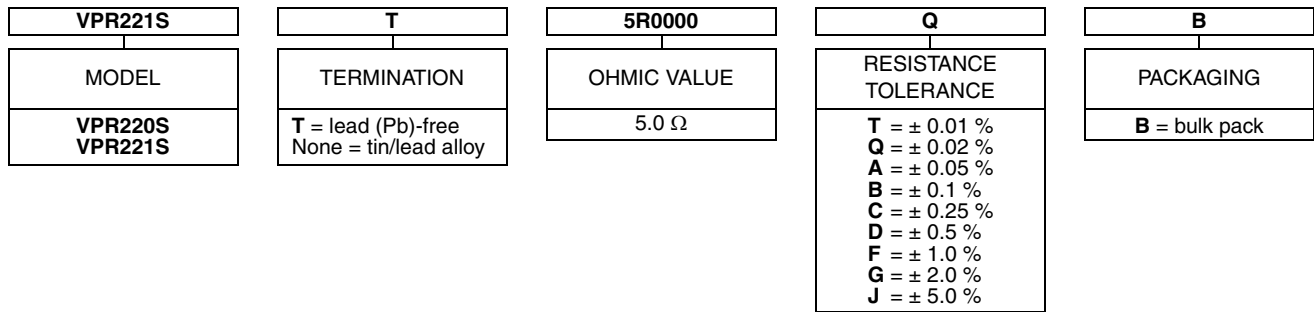 VPR221S
MODEL
VPR220S
VPR221S
T
TERMINATION
T = lead (Pb)-free
None = tin/lead alloy
5R0000
OHMIC VALUE
5.0 Ω
Q
RESISTANCE
TOLERANCE
T = ± 0.01 %
Q = ± 0.02 %
A = ± 0.05 %
B = ± 0.1 %
C = ± 0.25 %
D = ± 0.5 %
F = ± 1.0 %
G = ± 2.0 %
J = ± 5.0 %
B
PACKAGING
B = bulk pack